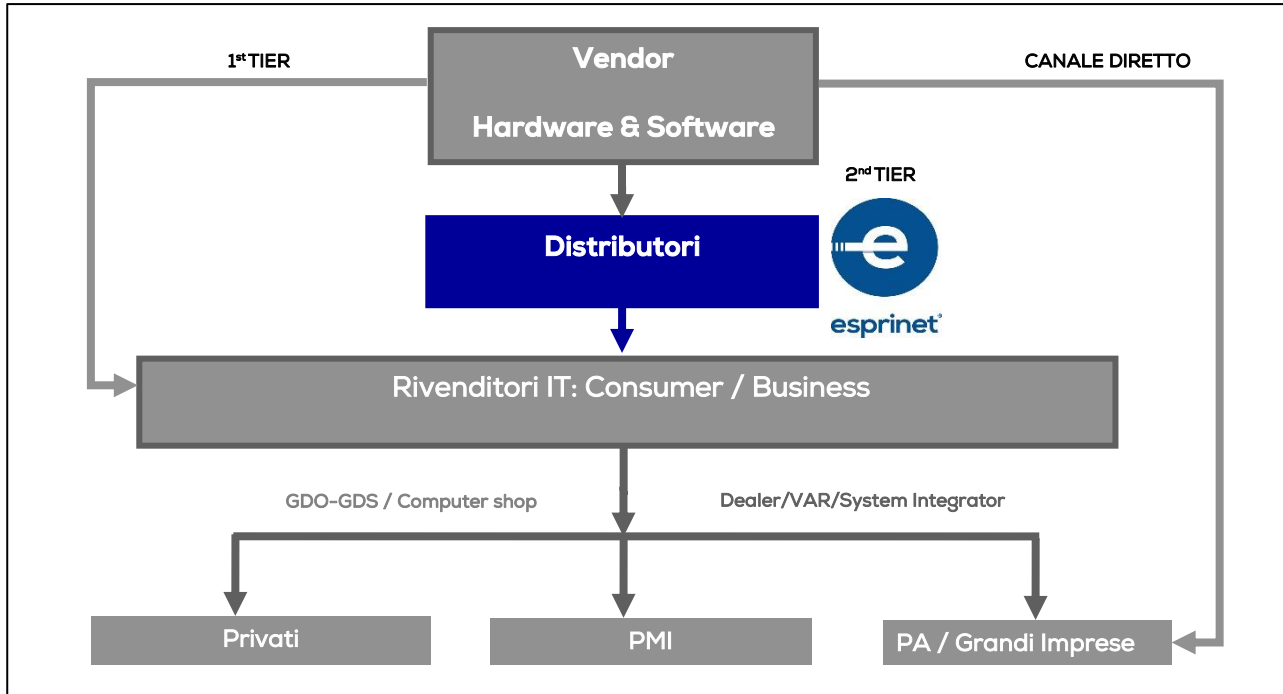 1st TIER
Vendor
CANALE DIRETTO
Hardware & Software
2nd TIER
Distributori
e
esprinet®
Rivenditori IT: Consumer / Business
GDO-GDS / Computer shop
Dealer/VAR/System Integrator
Privati
PMI
PA / Grandi Imprese